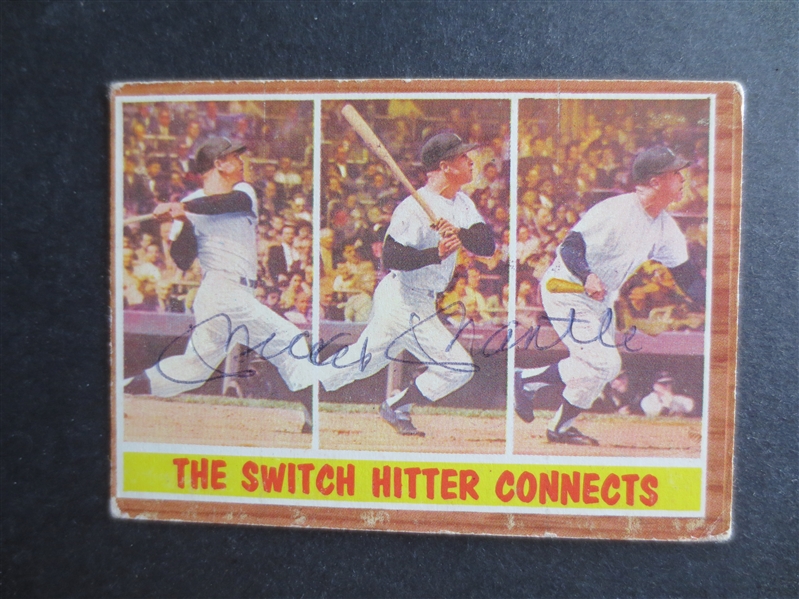 Mickey Mantle
THE SWITCH HITTER CONNECTS